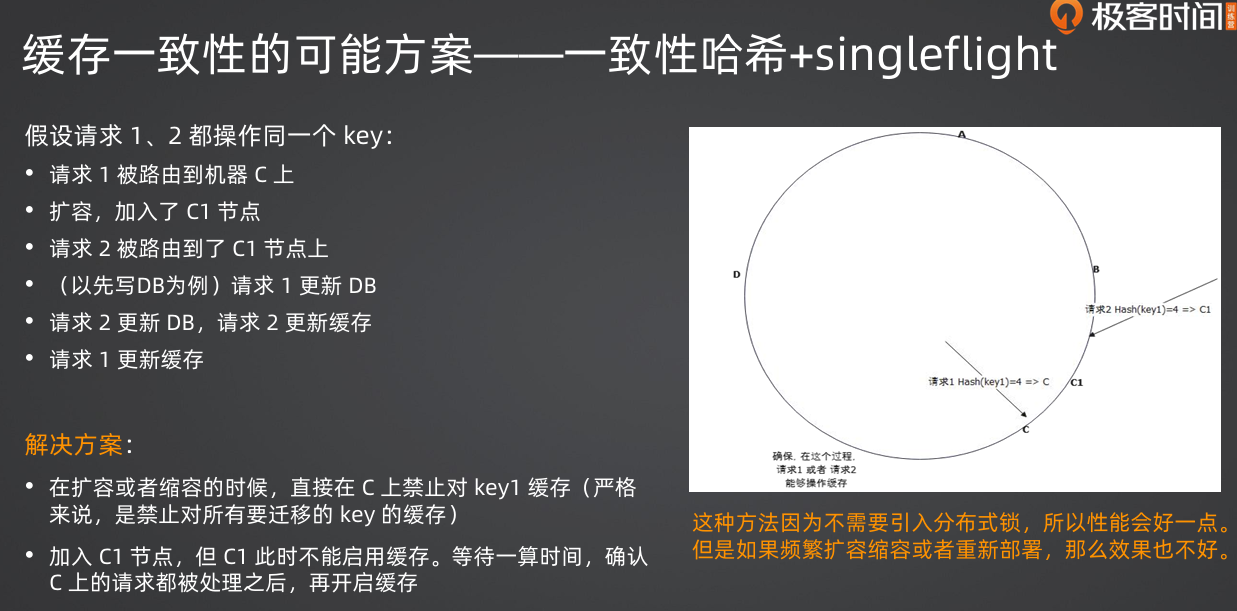 极客时间 训练营
缓存一致性的可能方案——一致性哈希+singleflight
假设请求 1、2 都操作同一个 key：
• 请求 1 被路由到机器 C 上
• 扩容，加入了 C1 节点
• 请求 2 被路由到了 C1 节点上
• （以先写DB为例）请求 1 更新 DB
• 请求 2 更新 DB，请求 2 更新缓存
• 请求 1 更新缓存
解决方案：
• 在扩容或者缩容的时候，直接在 C 上禁止对 key1 缓存（严格
来说，是禁止对所有要迁移的 key 的缓存）
• 加入 C1 节点，但 C1 此时不能启用缓存。等待一算时间，确认
C 上的请求都被处理之后，再开启缓存
A
D
B
请求2 Hash(key1)=4 => C1
请求1 Hash(key1)=4 => C
C1
C
确保, 在这个过程,
请求1 或者 请求2
能够操作缓存
这种方法因为不需要引入分布式锁，所以性能会好一点。
但是如果频繁扩容缩容或者重新部署，那么效果也不好。